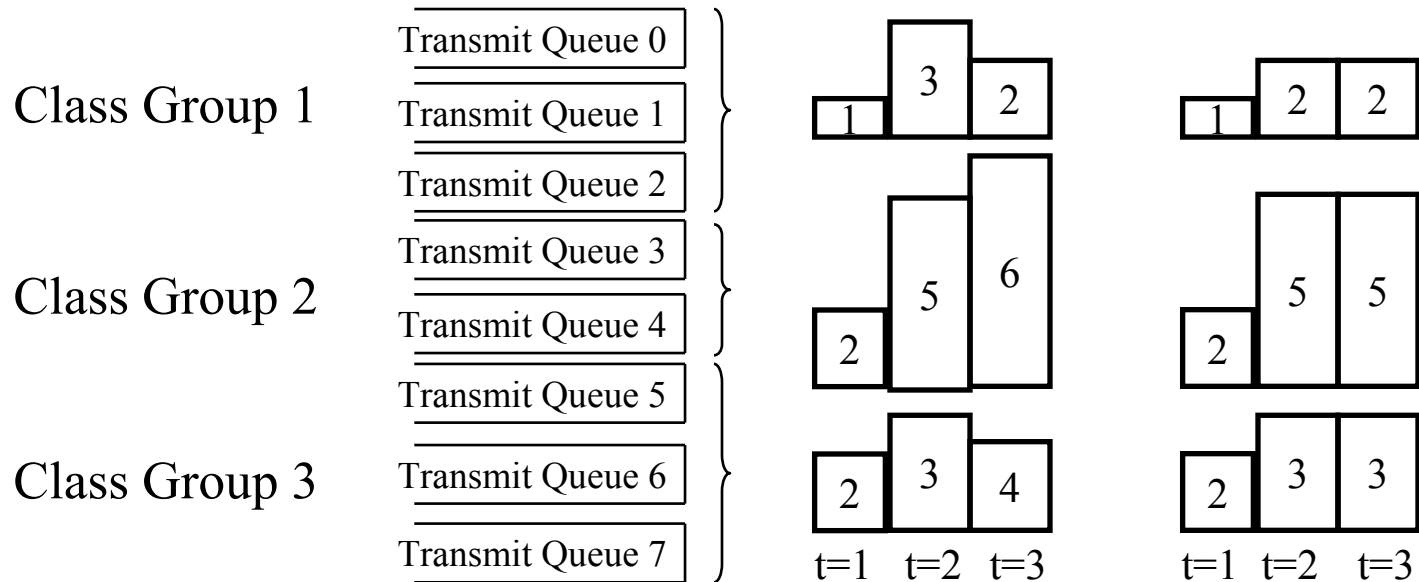 Class Group 1
Transmit Queue 0
Transmit Queue 1
Transmit Queue 2
1
3
2
1
2
2
Class Group 2
Transmit Queue 3
Transmit Queue 4
2
5
6
2
5
5
Class Group 3
Transmit Queue 5
Transmit Queue 6
Transmit Queue 7
2
3
4
2
3
3
t=1 t=2 t=3
t=1 t=2 t=3